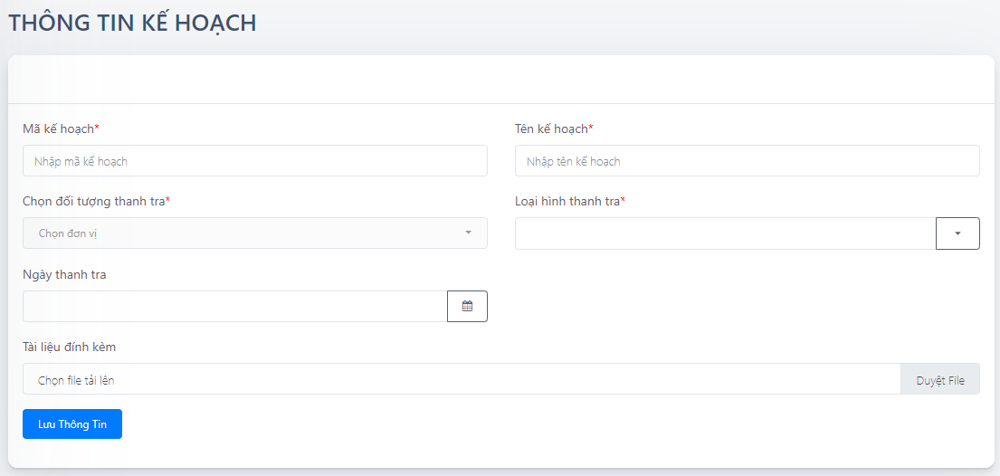 THÔNG TIN KẾ HOẠCH
Mã kế hoạch*
Tên kế hoạch*
Nhập mã kế hoạch
Nhập tên kế hoạch
Chọn đối tượng thanh tra*
Loại hình thanh tra*
Chọn đơn vị
Ngày thanh tra
Tài liệu đính kèm
Chọn file tải lên
Duyệt File
Lưu Thông Tin